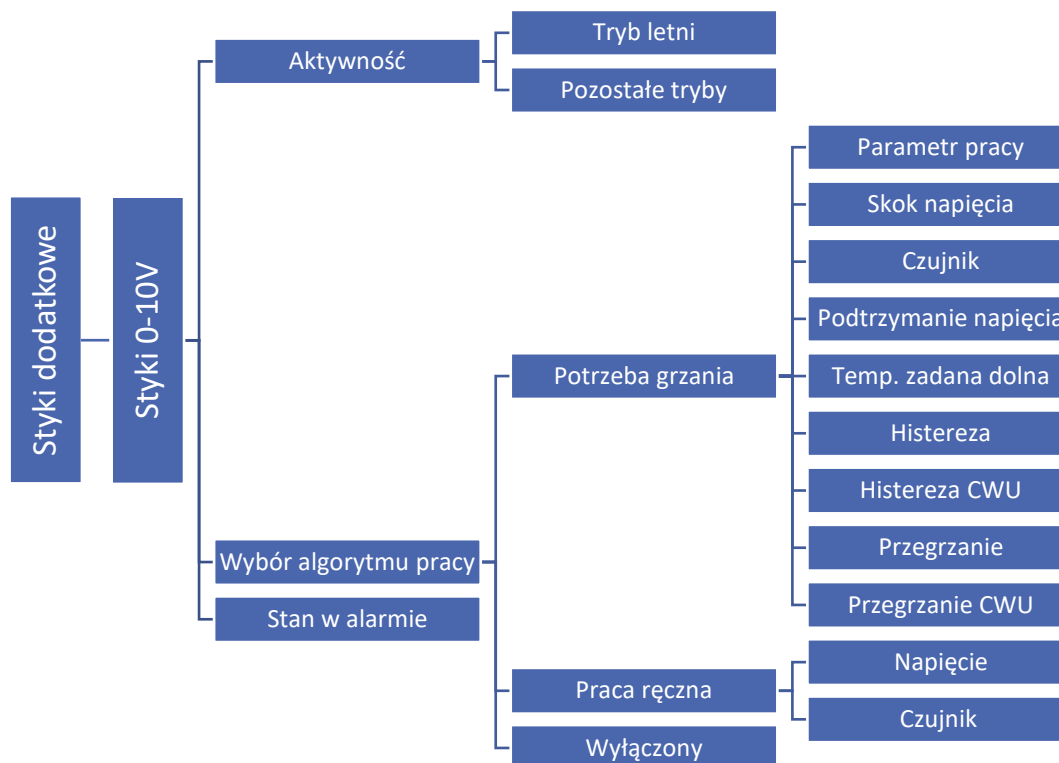 Styki dodatkowe
Styki 0-10V
Aktywność
Tryb letni
Pozostałe tryby
Wybór algorytmu pracy
Potrzeba grzania
Parametr pracy
Skok napięcia
Czujnik
Podtrzymanie napięcia
Temp. zadana dolna
Histereza
Histereza CWU
Przegrzanie
Przegrzanie CWU
Praca ręczna
Napięcie
Czujnik
Wyłączony
Stan w alarmie